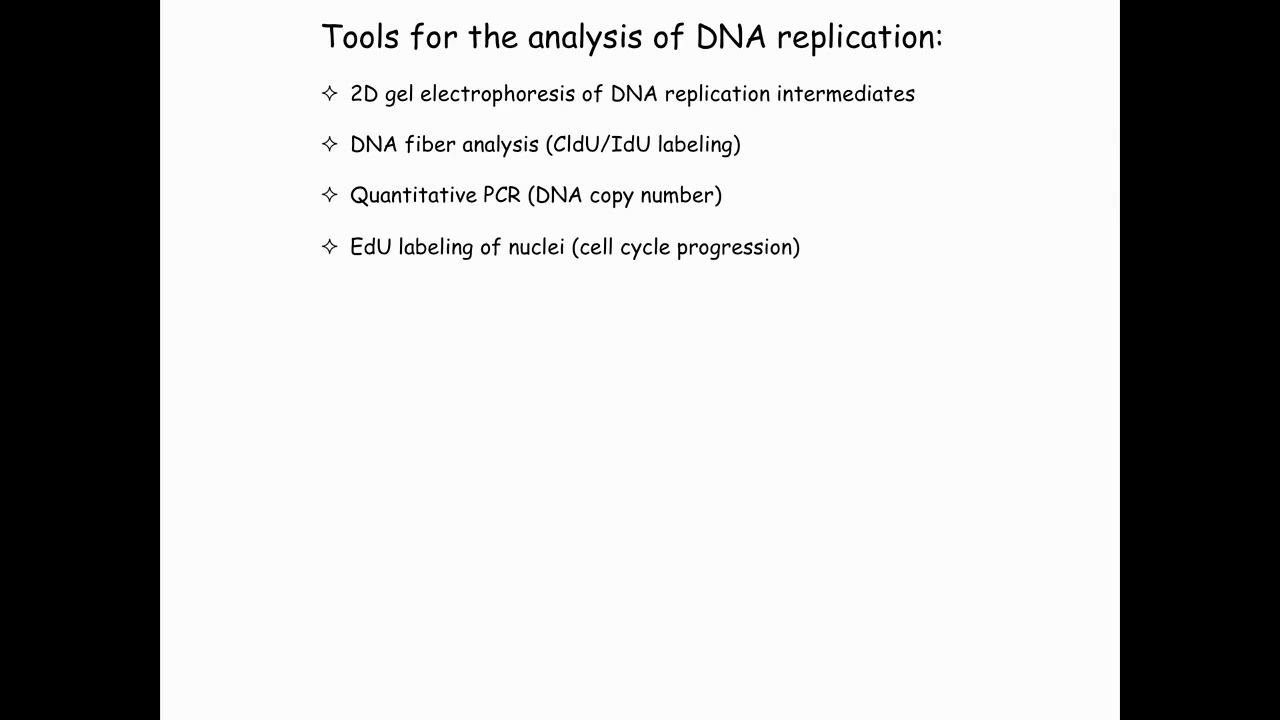 Tools for the analysis of DNA replication:
✧ 2D gel electrophoresis of DNA replication intermediates
✧ DNA fiber analysis (CldU/IdU labeling)
✧ Quantitative PCR (DNA copy number)
✧ EdU labeling of nuclei (cell cycle progression)